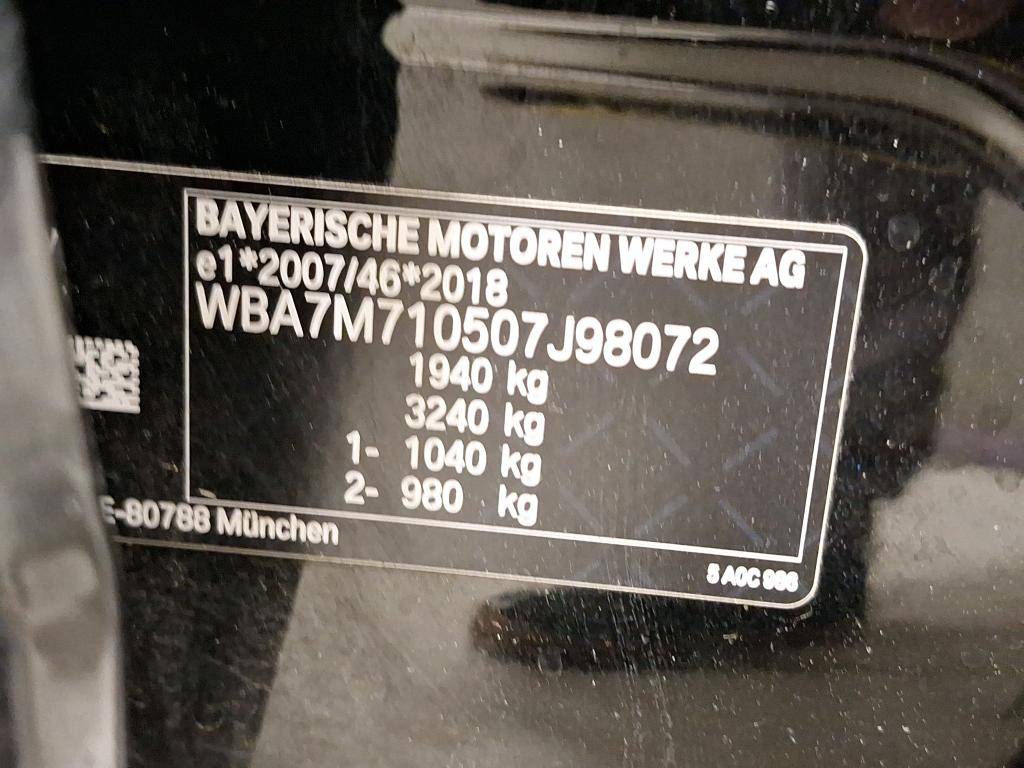 BAYERISCHE MOTOREN WERKE AG
e1*2007/46*2018
WBA7M710507J98072
1940 kg
3240 kg
1- 1040 kg
2- 980 kg
E-80788 München
5 A0C 986